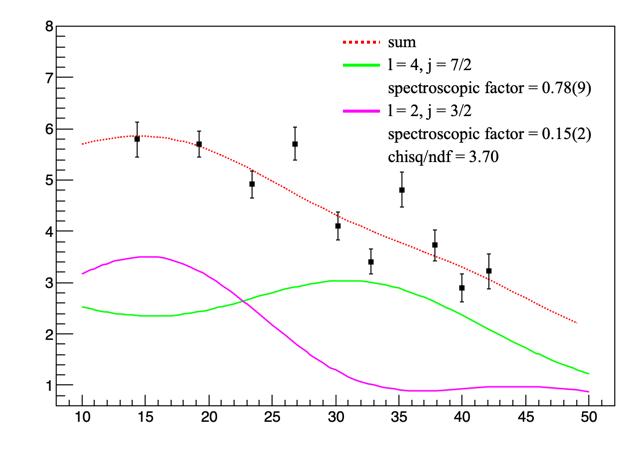 8
7
6
5
4
3
2
1
10 15 20 25 30 35 40 45 50
sum
l = 4, j = 7/2
spectroscopic factor = 0.78(9)
l = 2, j = 3/2
spectroscopic factor = 0.15(2)
chisq/ndf = 3.70